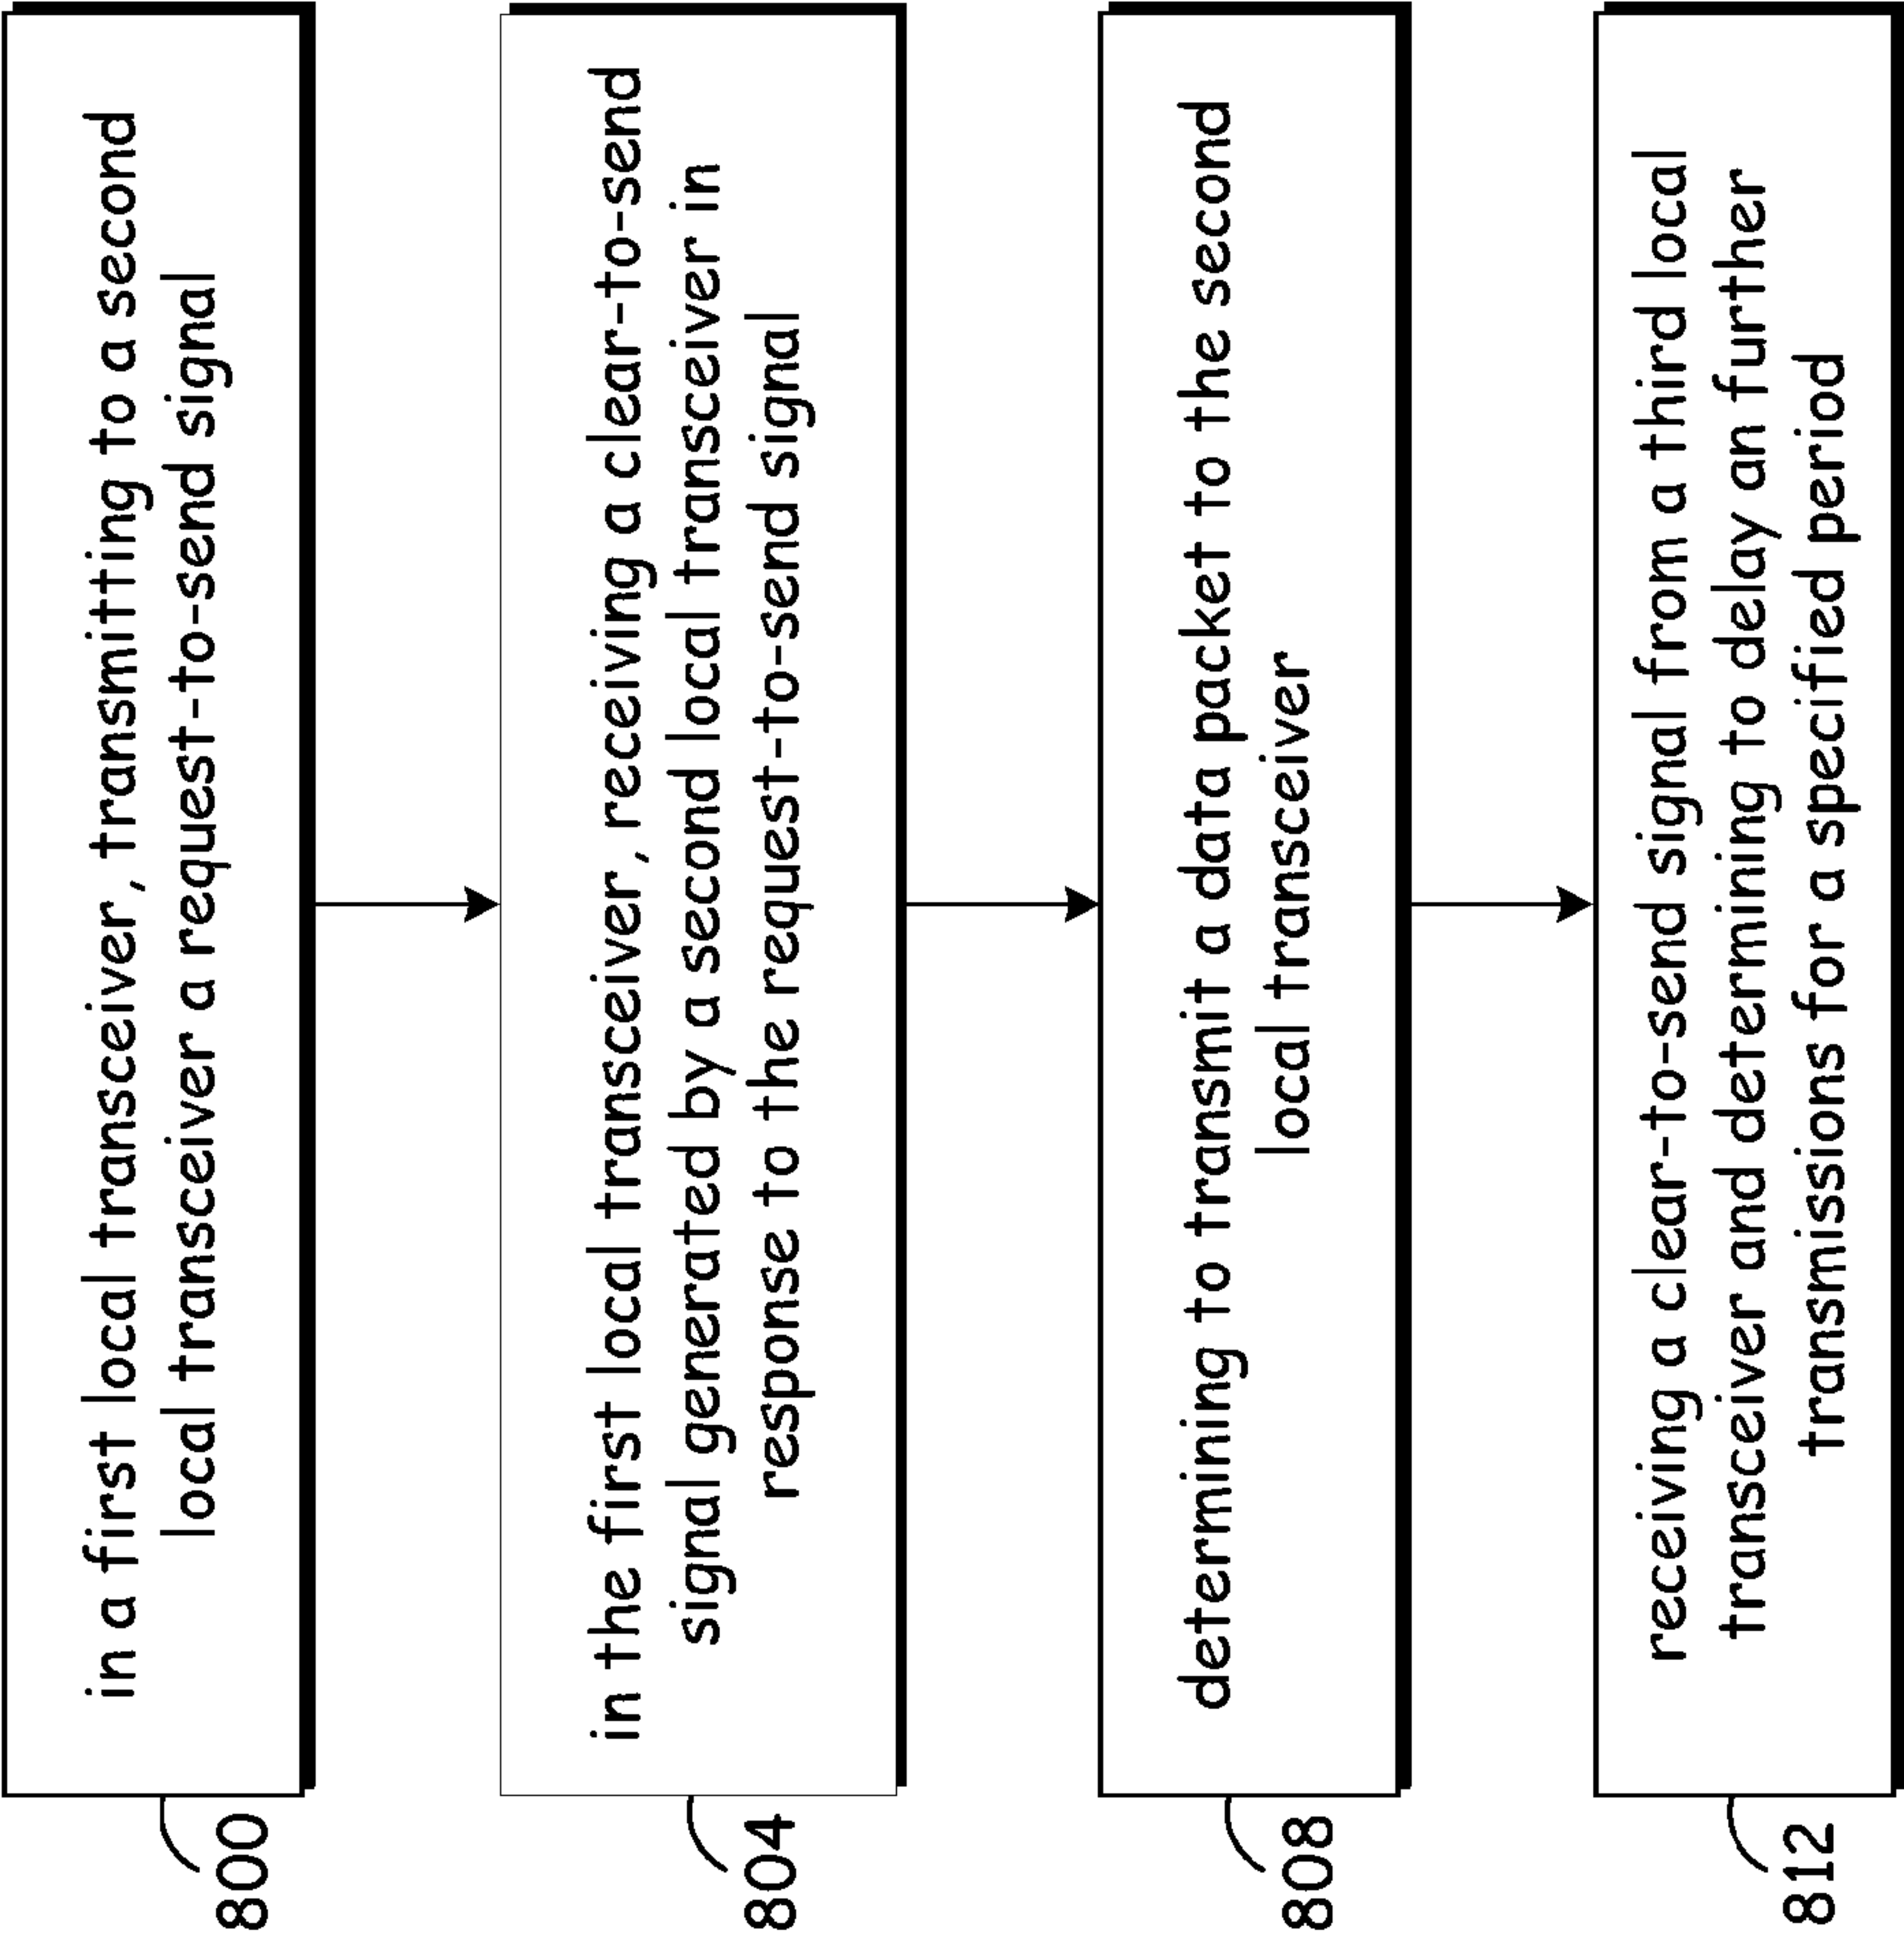 in a first local transceiver, transmitting to a second
local transceiver a request-to-send signal
800
in the first local transceiver, receiving a clear-to-send
signal generated by a second local transceiver in
response to the request-to-send signal
804
determining to transmit a data packet to the second
local transceiver
808
receiving a clear-to-send signal from a third local
transceiver and determining to delay an further
transmissions for a specified period
812